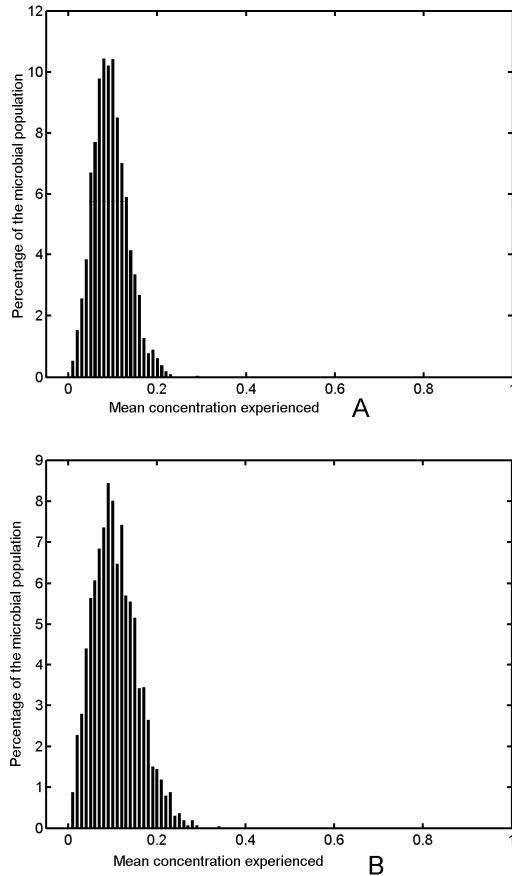 12
10
8
6
4
2
0
Percentage of the microbial population
0 0.2 0.4 0.6 0.8 1
Mean concentration experienced A
9
8
7
6
5
4
3
2
1
0
Percentage of the microbial population
0 0.2 0.4 0.6 0.8 1
Mean concentration experienced B